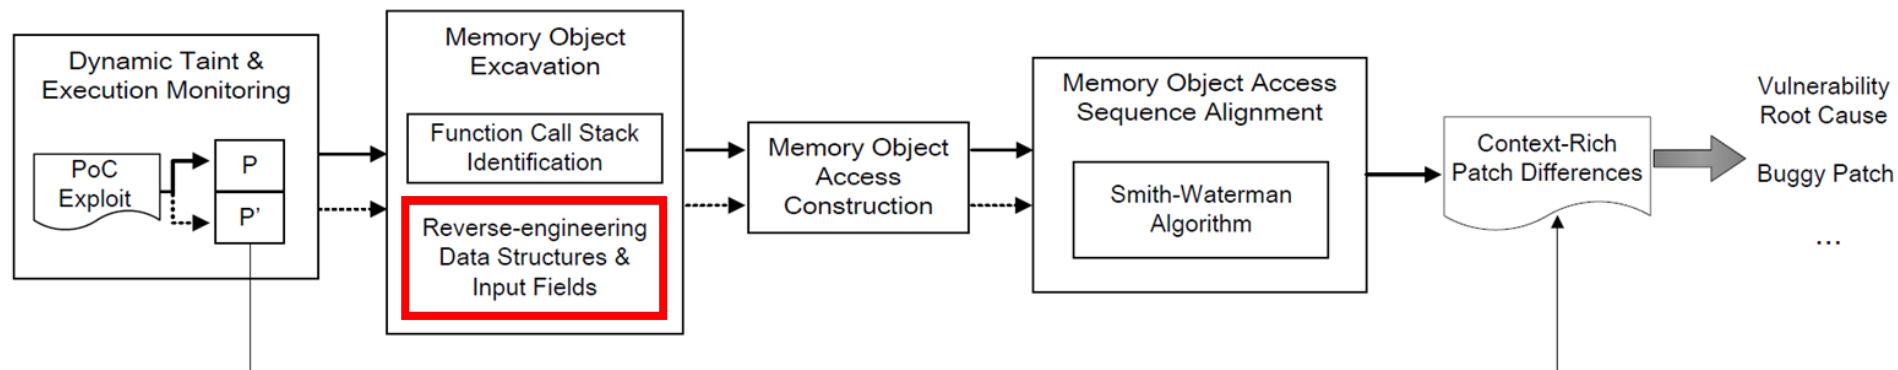 Dynamic Taint &
Execution Monitoring
PoC
Exploit
P
P'
Memory Object
Excavation
Function Call Stack
Identification
Reverse-engineering
Data Structures &
Input Fields
Memory Object
Access
Construction
Memory Object Access
Sequence Alignment
Smith-Waterman
Algorithm
Context-Rich
Patch Differences
Vulnerability
Root Cause
Buggy Patch
...